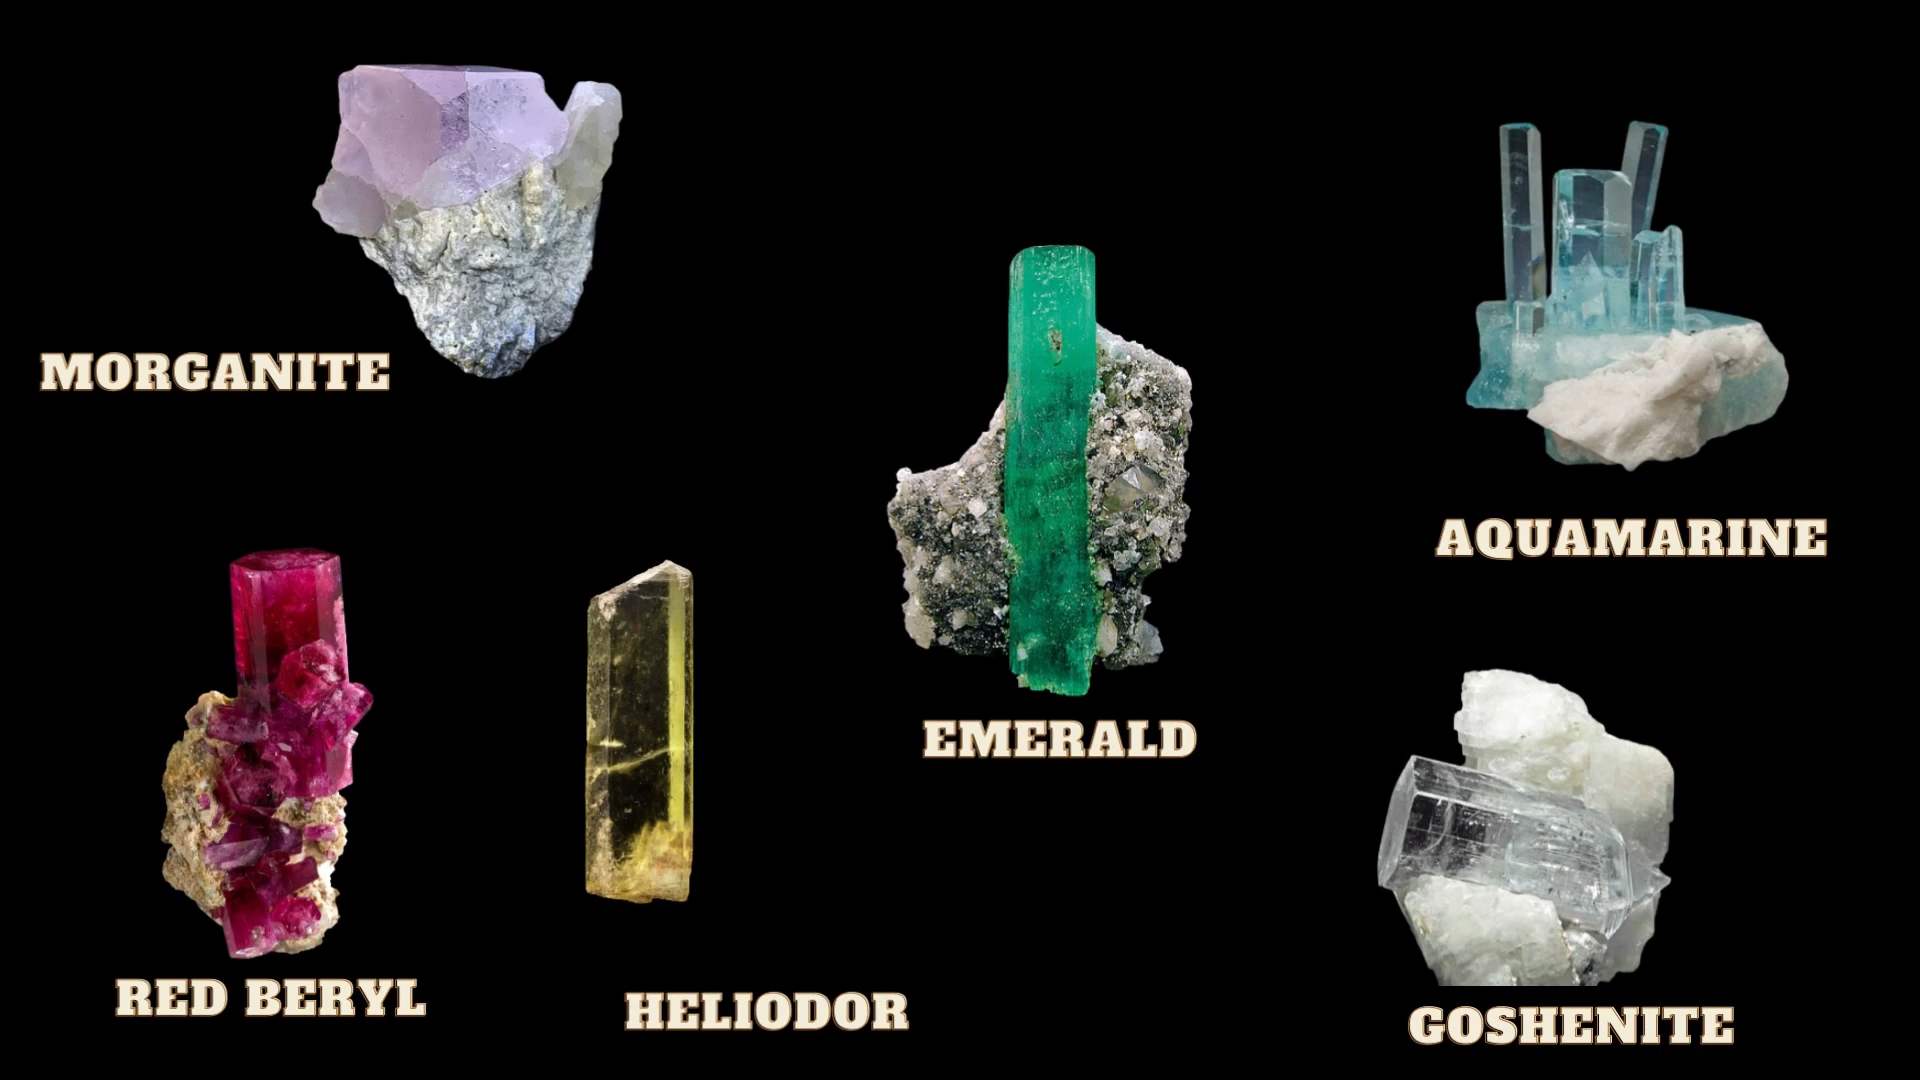 MORGANITE
AQUAMARINE
EMERALD
RED BERYL
HELIODOR
GOSHENITE